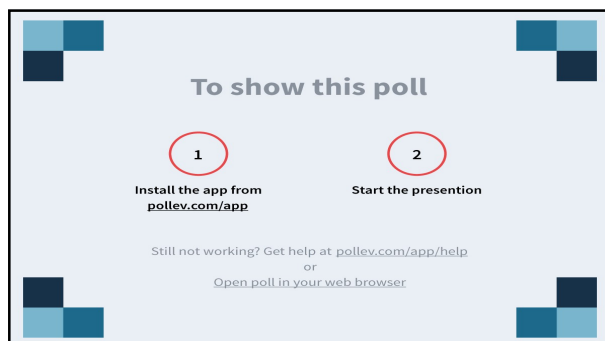 To show this poll
1
2
Install the app from
pollev.com/app
Start the presention
Still not working? Get help at pollev.com/app/help
or
Open poll in your web browser